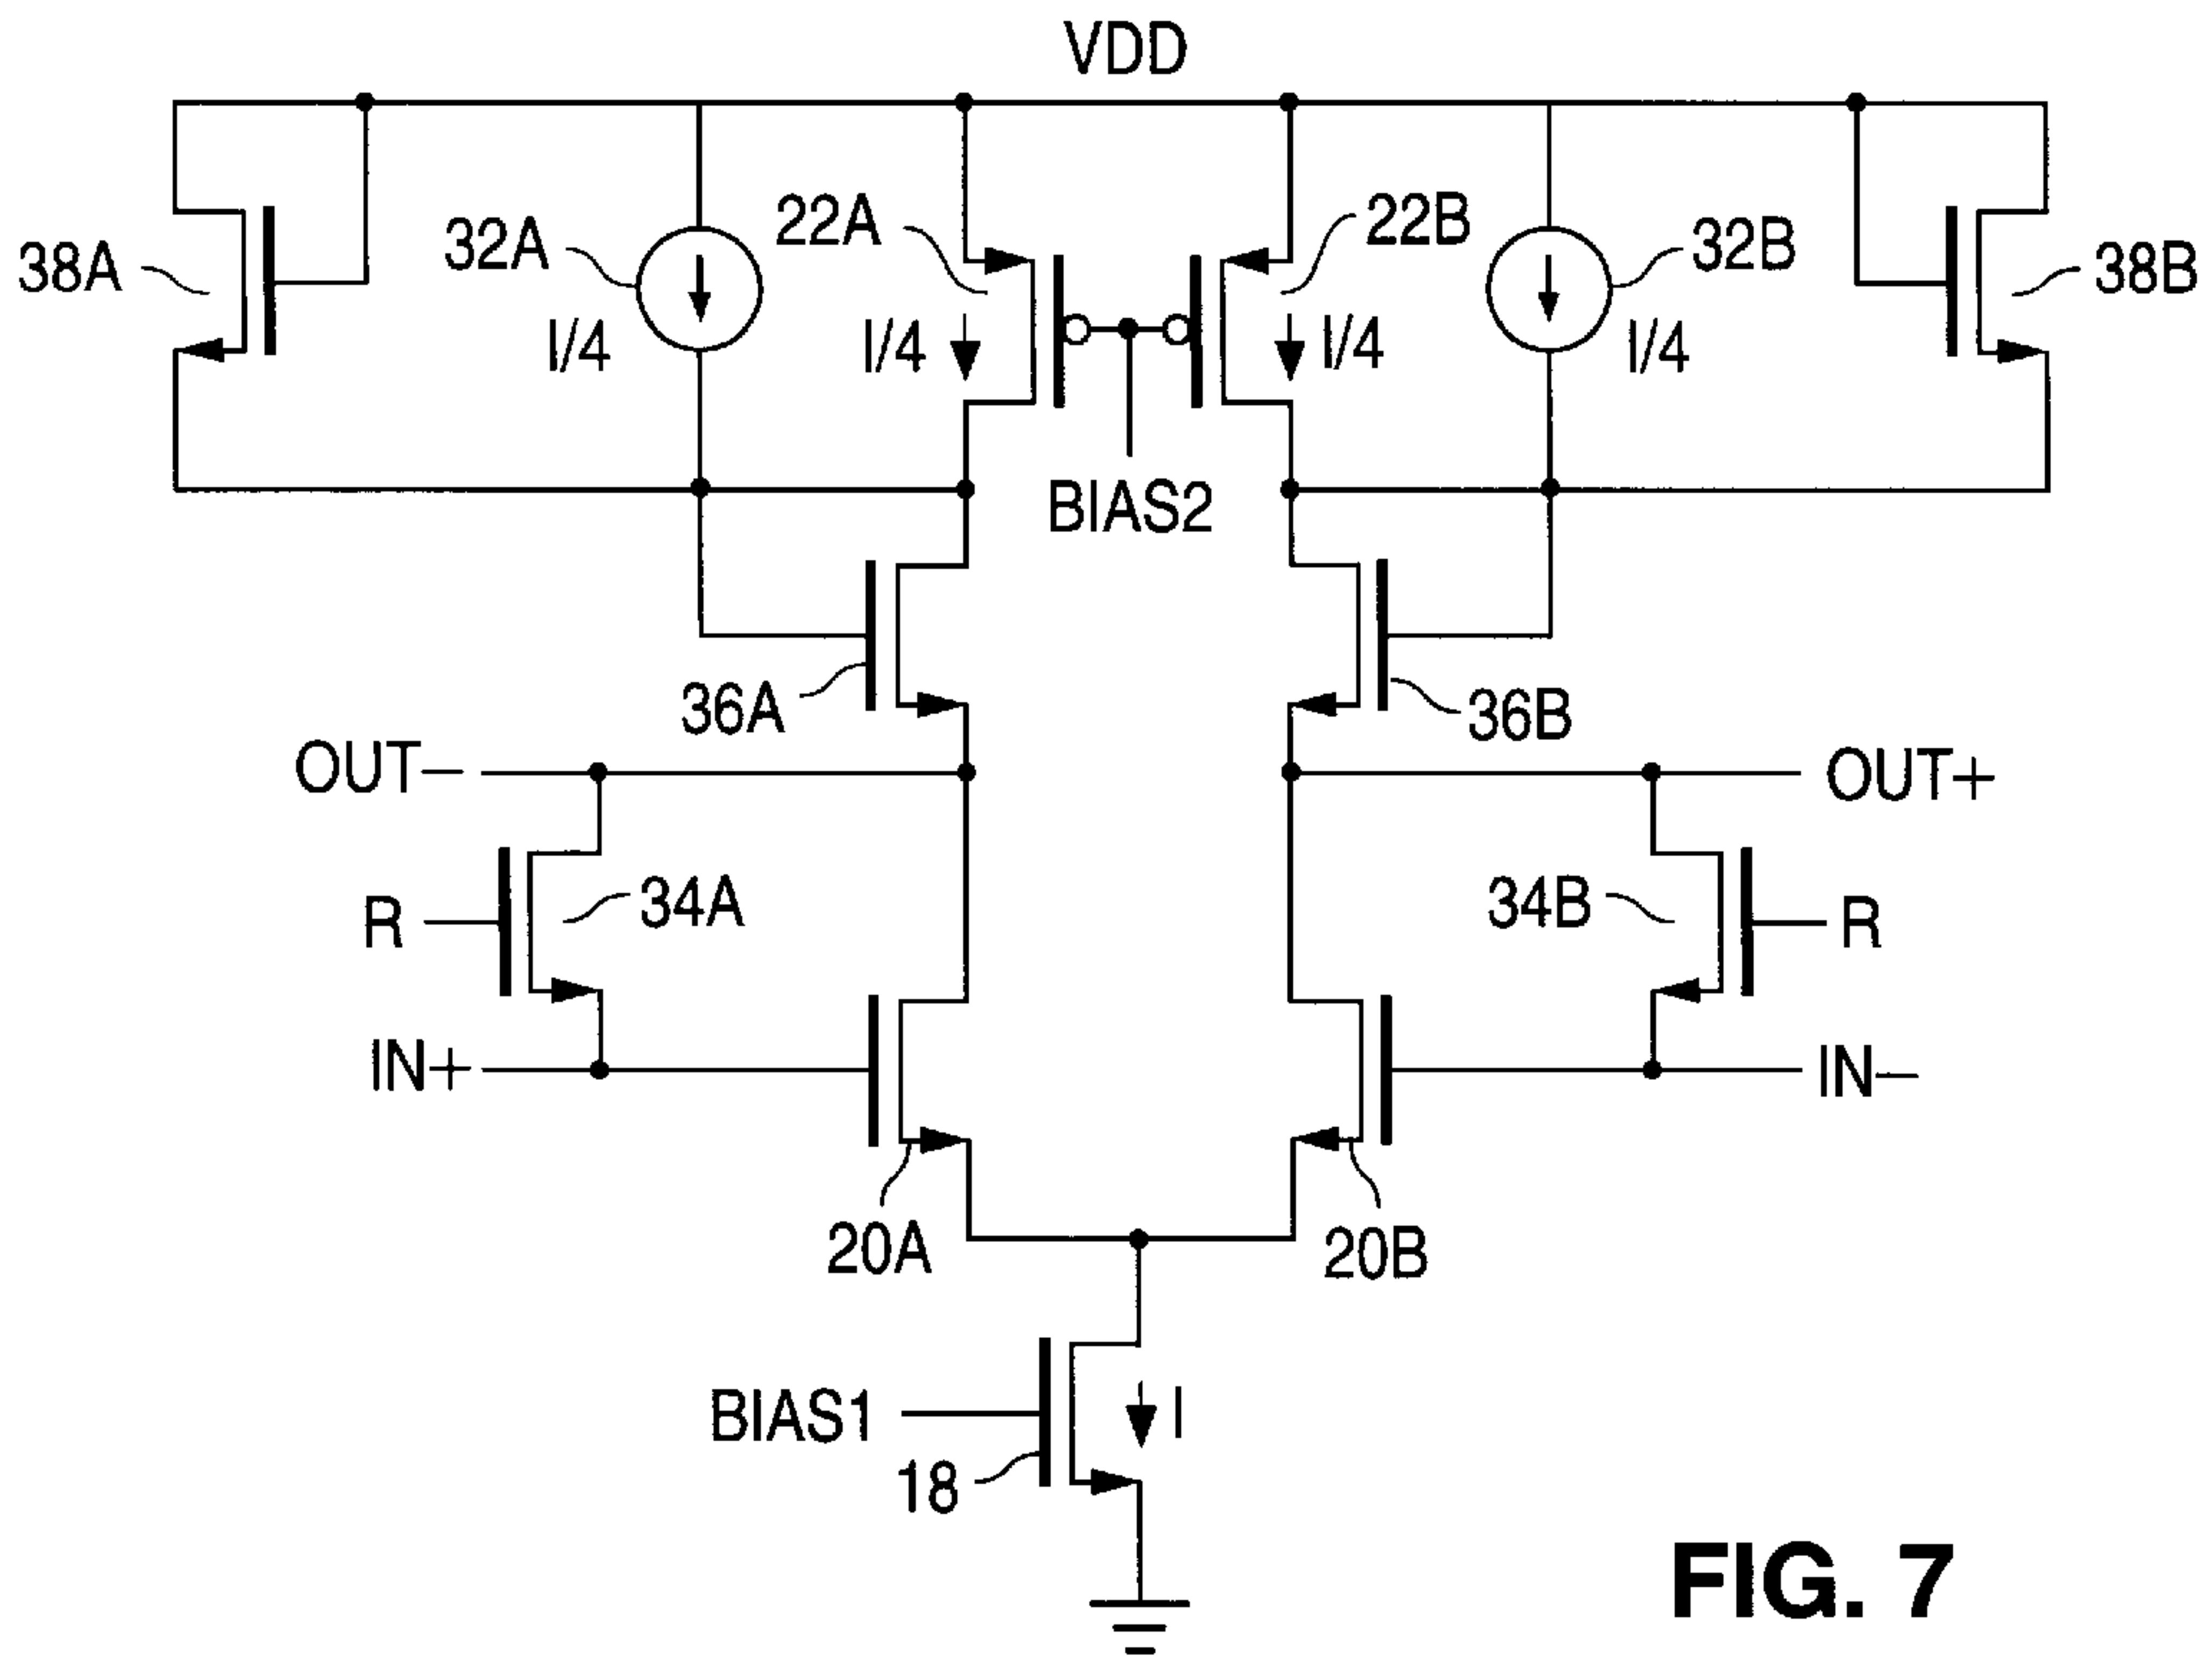 VDD
38A
32A
22A
22B
32B
38B
I/4
I/4
I/4
I/4
BIAS2
36A
36B
OUT−
OUT+
R
34A
34B
R
IN+
IN−
20A
20B
BIAS1
I
18
FIG. 7